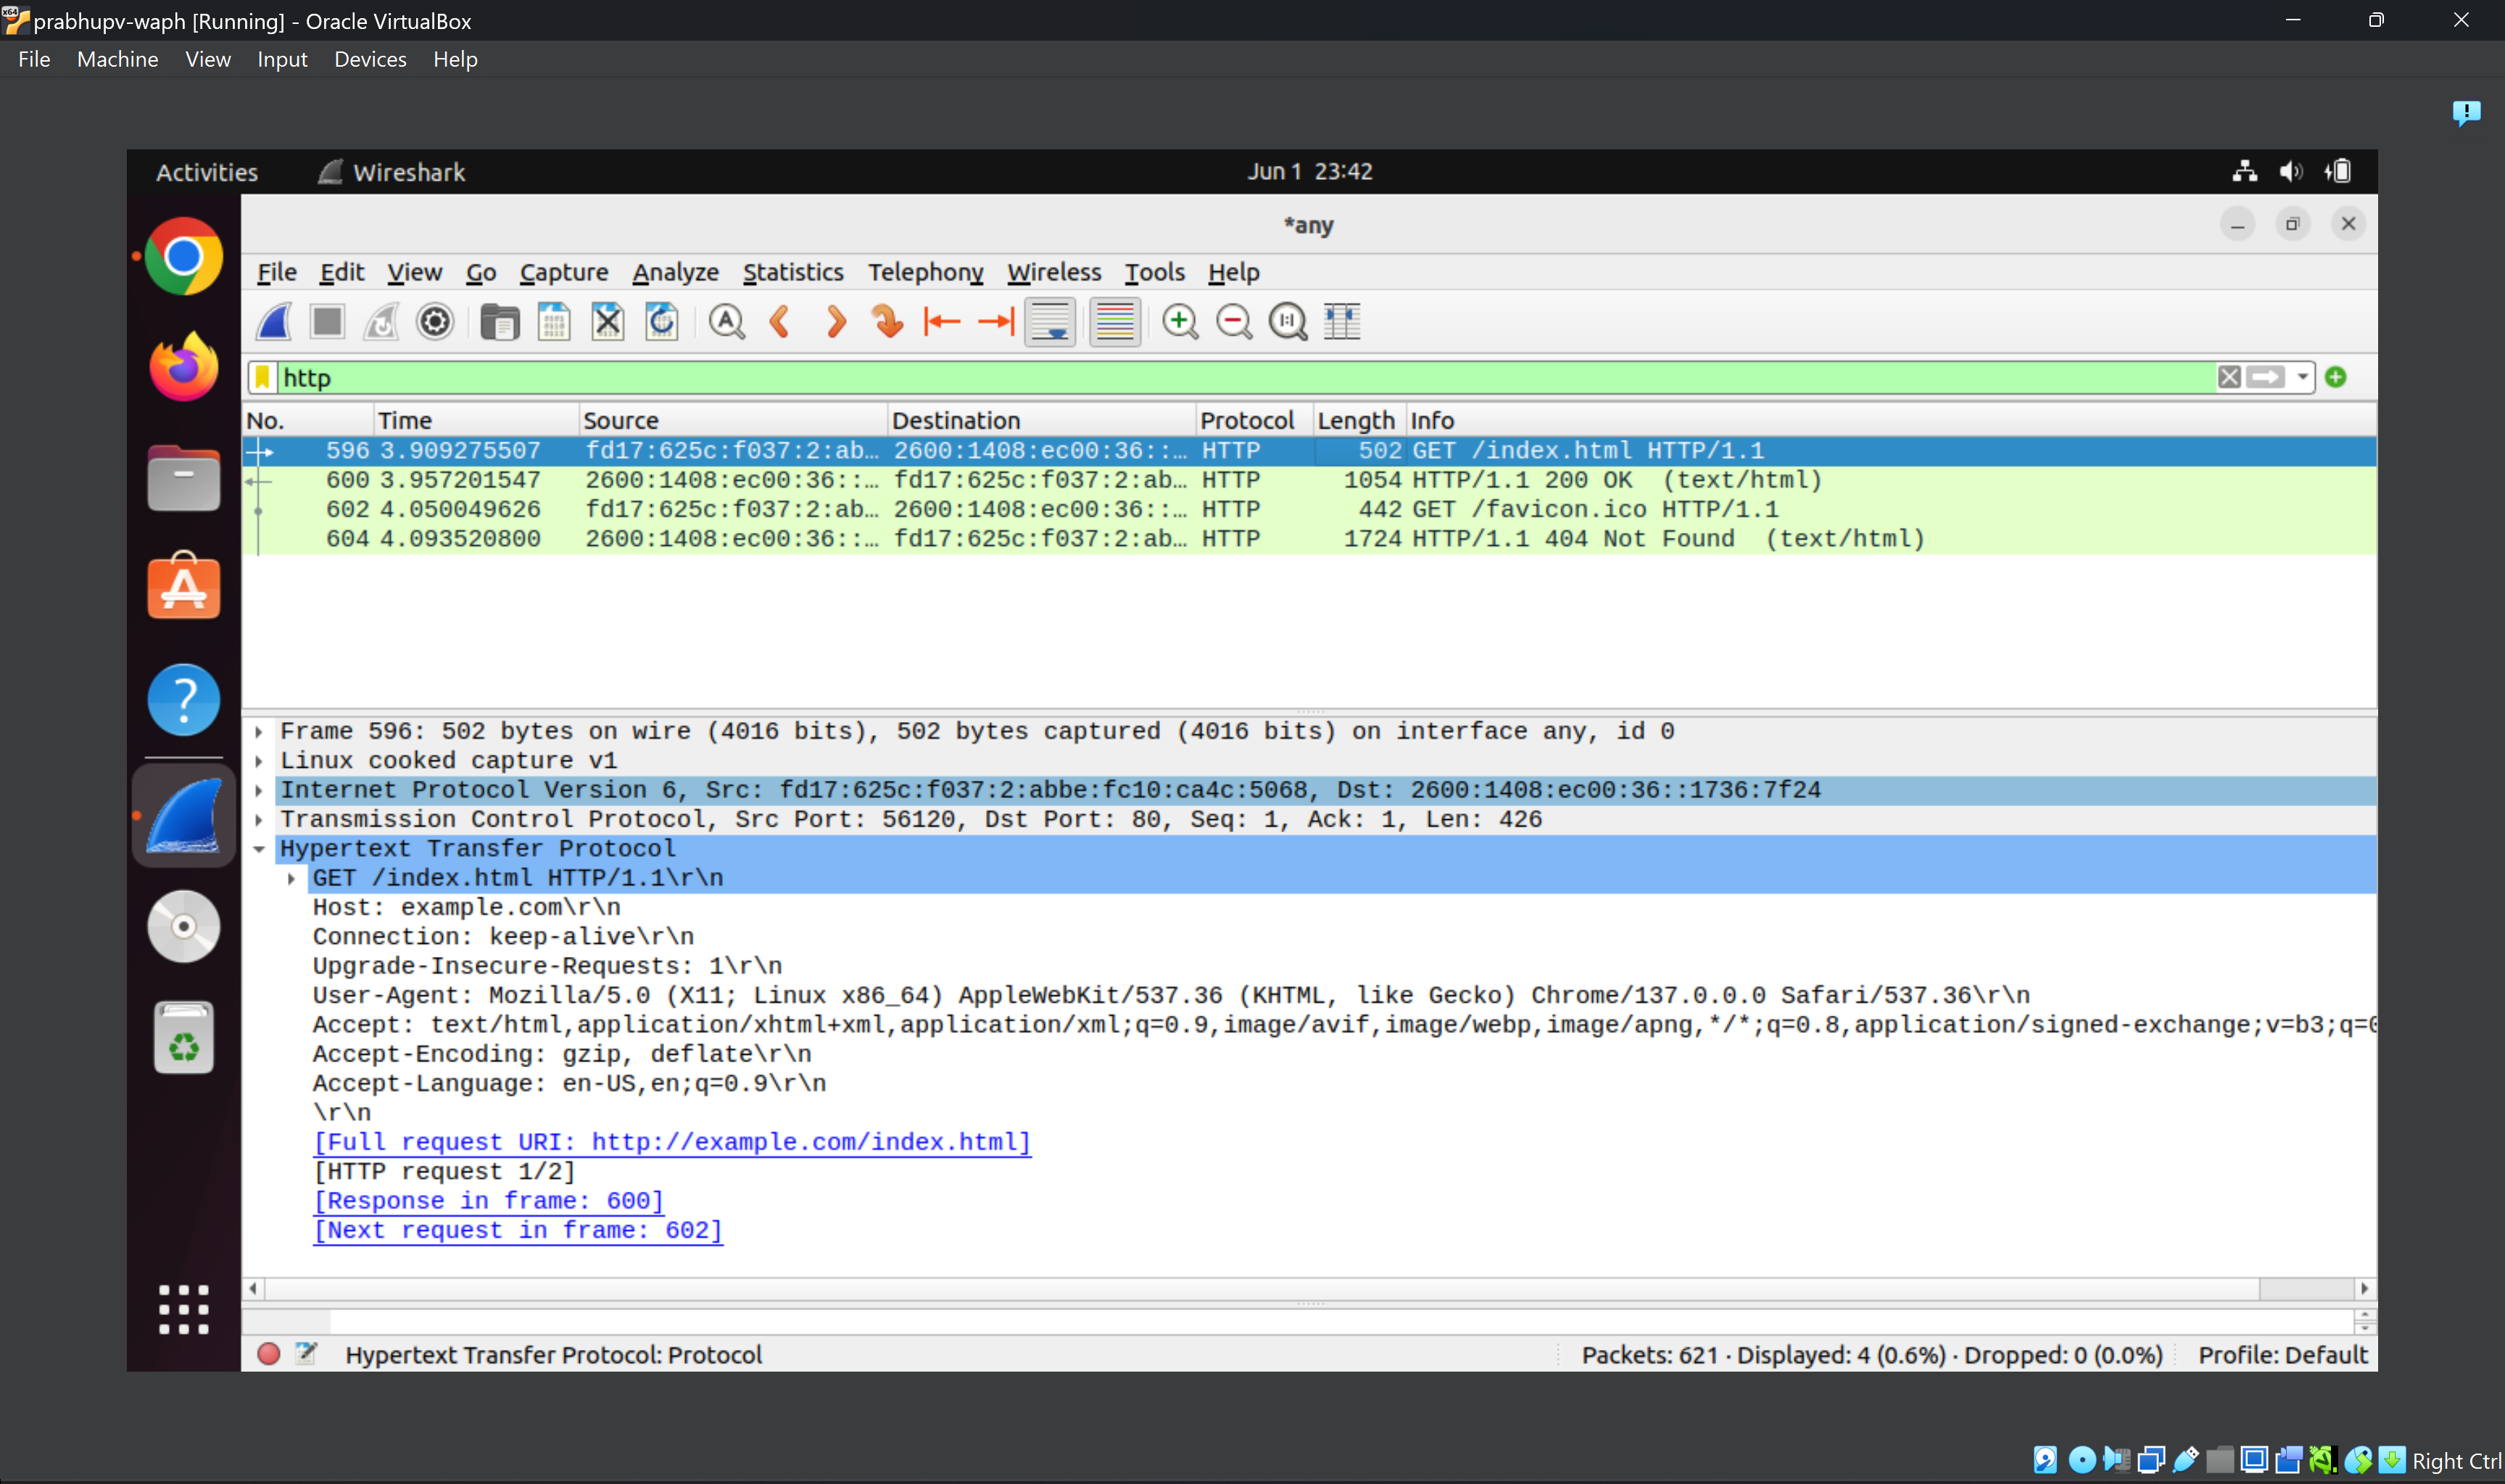 prabhupv-waph [Running] - Oracle VirtualBox
File Machine View Input Devices Help
Activities Wireshark Jun 1 23:42
*any
File Edit View Go Capture Analyze Statistics Telephony Wireless Tools Help
http
No. Time Source Destination Protocol Length Info
596 3.909275507 fd17:625c:f037:2:ab… 2600:1408:ec00:36::… HTTP 502 GET /index.html HTTP/1.1
600 3.957201547 2600:1408:ec00:36::… fd17:625c:f037:2:ab… HTTP 1054 HTTP/1.1 200 OK (text/html)
602 4.050049626 fd17:625c:f037:2:ab… 2600:1408:ec00:36::… HTTP 442 GET /favicon.ico HTTP/1.1
604 4.093520800 2600:1408:ec00:36::… fd17:625c:f037:2:ab… HTTP 1724 HTTP/1.1 404 Not Found (text/html)
Frame 596: 502 bytes on wire (4016 bits), 502 bytes captured (4016 bits) on interface any, id 0
Linux cooked capture v1
Internet Protocol Version 6, Src: fd17:625c:f037:2:abbe:fc10:ca4c:5068, Dst: 2600:1408:ec00:36::1736:7f24
Transmission Control Protocol, Src Port: 56120, Dst Port: 80, Seq: 1, Ack: 1, Len: 426
Hypertext Transfer Protocol
GET /index.html HTTP/1.1\r\n
Host: example.com\r\n
Connection: keep-alive\r\n
Upgrade-Insecure-Requests: 1\r\n
User-Agent: Mozilla/5.0 (X11; Linux x86_64) AppleWebKit/537.36 (KHTML, like Gecko) Chrome/137.0.0.0 Safari/537.36\r\n
Accept: text/html,application/xhtml+xml,application/xml;q=0.9,image/avif,image/webp,image/apng,*/*;q=0.8,application/signed-exchange;v=b3;q=
Accept-Encoding: gzip, deflate\r\n
Accept-Language: en-US,en;q=0.9\r\n
\r\n
[Full request URI: http://example.com/index.html]
[HTTP request 1/2]
[Response in frame: 600]
[Next request in frame: 602]
Hypertext Transfer Protocol: Protocol Packets: 621 · Displayed: 4 (0.6%) · Dropped: 0 (0.0%) Profile: Default
Right Ctrl